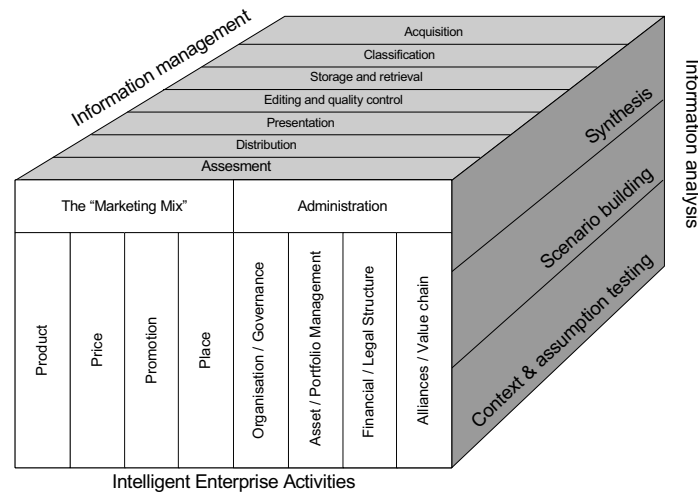 Information management
Acquisition
Classification
Storage and retrieval
Editing and quality control
Presentation
Distribution
Assesment
The "Marketing Mix"
Administration
Product
Price
Promotion
Place
Organisation / Governance
Asset / Portfolio Management
Financial / Legal Structure
Alliances / Value chain
Synthesis
Scenario building
Context & assumption testing
Information analysis
Intelligent Enterprise Activities